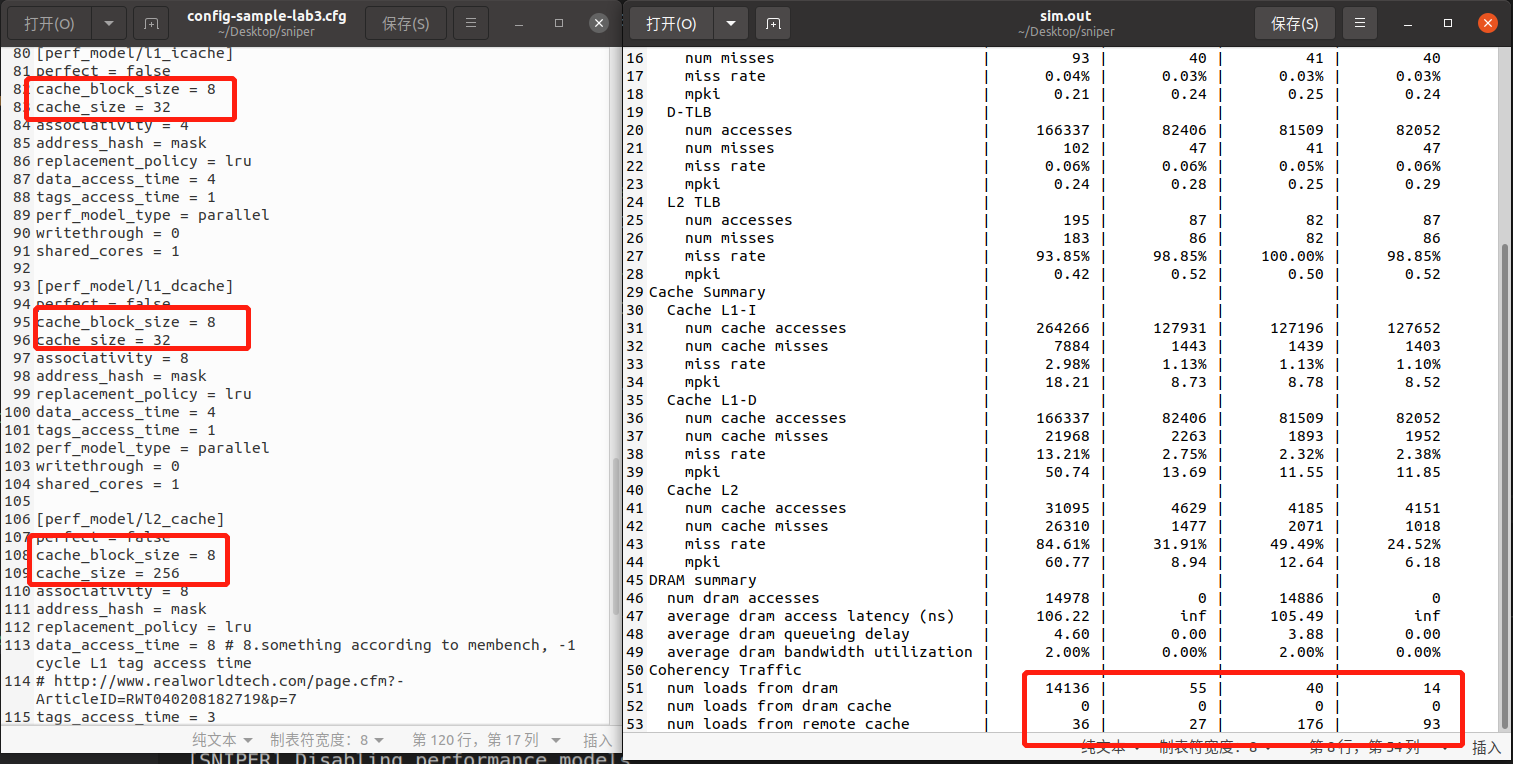 打开(O)
config-sample-lab3.cfg
~/Desktop/sniper
保存(S)
80 [perf_model/l1_icache]
81 perfect = false
82 cache_block_size = 8
83 cache_size = 32
84 associativity = 4
85 address_hash = mask
86 replacement_policy = lru
87 data_access_time = 4
88 tags_access_time = 1
89 perf_model_type = parallel
90 writethrough = 0
91 shared_cores = 1
92
93 [perf_model/l1_dcache]
94 perfect = false
95 cache_block_size = 8
96 cache_size = 32
97 associativity = 8
98 address_hash = mask
99 replacement_policy = lru
100 data_access_time = 4
101 tags_access_time = 1
102 perf_model_type = parallel
103 writethrough = 0
104 shared_cores = 1
105
106 [perf_model/l2_cache]
107 perfect = false
108 cache_block_size = 8
109 cache_size = 256
110 associativity = 8
111 address_hash = mask
112 replacement_policy = lru
113 data_access_time = 8 # 8.something according to membench, -1
cycle L1 tag access time
114 # http://www.realworldtech.com/page.cfm?-
ArticleID=RWT040208182719&p=7
115 tags_access_time = 3
纯文本 制表符宽度：8 第 120 行，第 17 列 插入
[SNIPER] Disabling performance models
打开(O)
sim.out
~/Desktop/sniper
保存(S)
16 num misses | 93 | 40 | 41 | 40
17 miss rate | 0.04% | 0.03% | 0.03% | 0.03%
18 mpki | 0.21 | 0.24 | 0.25 | 0.24
19 D-TLB | | | |
20 num accesses | 166337 | 82406 | 81509 | 82052
21 num misses | 102 | 47 | 41 | 47
22 miss rate | 0.06% | 0.06% | 0.05% | 0.06%
23 mpki | 0.24 | 0.28 | 0.25 | 0.29
24 L2 TLB | | | |
25 num accesses | 195 | 87 | 82 | 87
26 num misses | 183 | 86 | 82 | 86
27 miss rate | 93.85% | 98.85% | 100.00% | 98.85%
28 mpki | 0.42 | 0.52 | 0.50 | 0.52
29 Cache Summary | | | |
30 Cache L1-I | | | |
31 num cache accesses | 264266 | 127931 | 127196 | 127652
32 num cache misses | 7884 | 1443 | 1439 | 1403
33 miss rate | 2.98% | 1.13% | 1.13% | 1.10%
34 mpki | 18.21 | 8.73 | 8.78 | 8.52
35 Cache L1-D | | | |
36 num cache accesses | 166337 | 82406 | 81509 | 82052
37 num cache misses | 21968 | 2263 | 1893 | 1952
38 miss rate | 13.21% | 2.75% | 2.32% | 2.38%
39 mpki | 50.74 | 13.69 | 11.55 | 11.85
40 Cache L2 | | | |
41 num cache accesses | 31095 | 4629 | 4185 | 4151
42 num cache misses | 26310 | 1477 | 2071 | 1018
43 miss rate | 84.61% | 31.91% | 49.49% | 24.52%
44 mpki | 60.77 | 8.94 | 12.64 | 6.18
45 DRAM summary | | | |
46 num dram accesses | 14978 | 0 | 14886 | 0
47 average dram access latency (ns) | 106.22 | inf | 105.49 | inf
48 average dram queueing delay | 4.60 | 0.00 | 3.88 | 0.00
49 average dram bandwidth utilization | 2.00% | 0.00% | 2.00% | 0.00%
50 Coherency Traffic | | | |
51 num loads from dram | 14136 | 55 | 40 | 14
52 num loads from dram cache | 0 | 0 | 0 | 0
53 num loads from remote cache | 36 | 27 | 176 | 93
纯文本 制表符宽度：8 第 6 行，第 54 列 插入